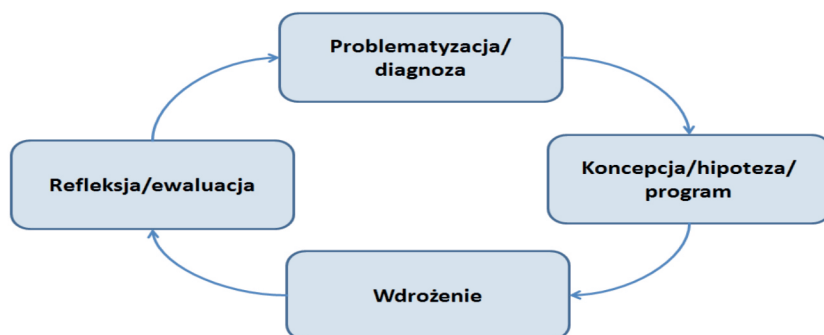 Problematyzacja/
diagnoza
Koncepcja/hipoteza/
program
Wdrożenie
Refleksja/ewaluacja